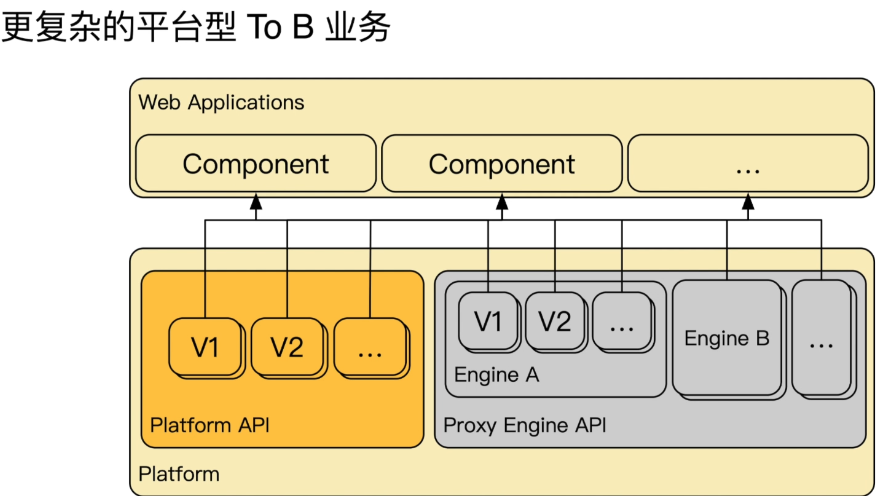 更复杂的平台型 To B 业务
Web Applications
Component Component ...
V1 V2 ... V1 V2 ... Engine B ...
Engine A
Platform API Proxy Engine API
Platform